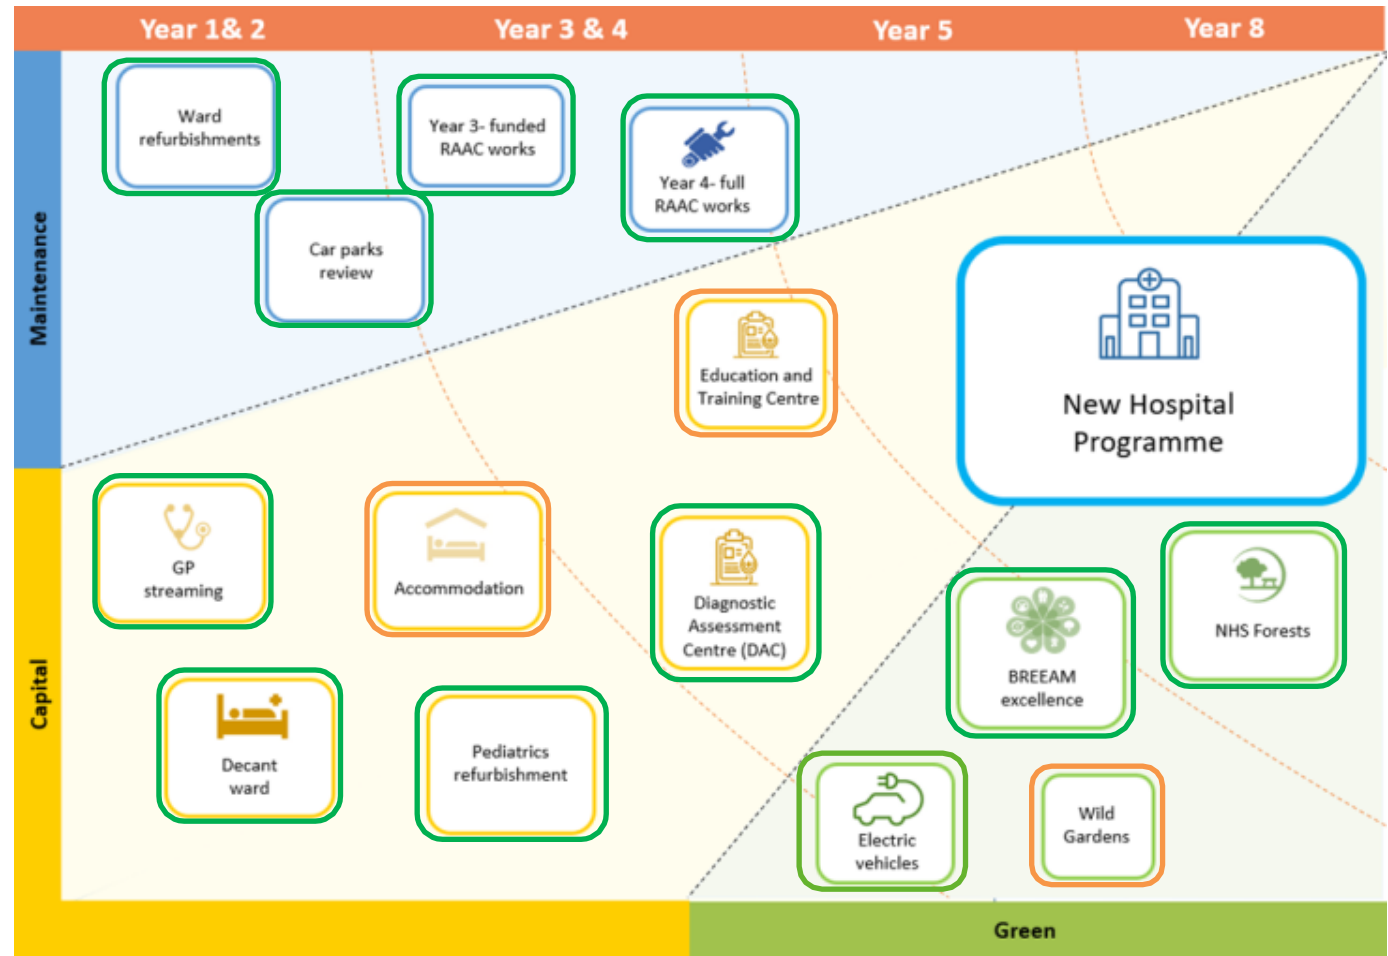 Year 1& 2
Year 3 & 4
Year 5
Year 8
Maintenance
Ward
refurbishments
Year 3- funded
RAAC works
Year 4- full
RAAC works
Car parks
review
Education and
Training Centre
New Hospital
Programme
Capital
GP
streaming
Accommodation
Diagnostic
Assessment
Centre (DAC)
BREEAM
excellence
NHS Forests
Decant
ward
Pediatrics
refurbishment
Electric
vehicles
Wild
Gardens
Green